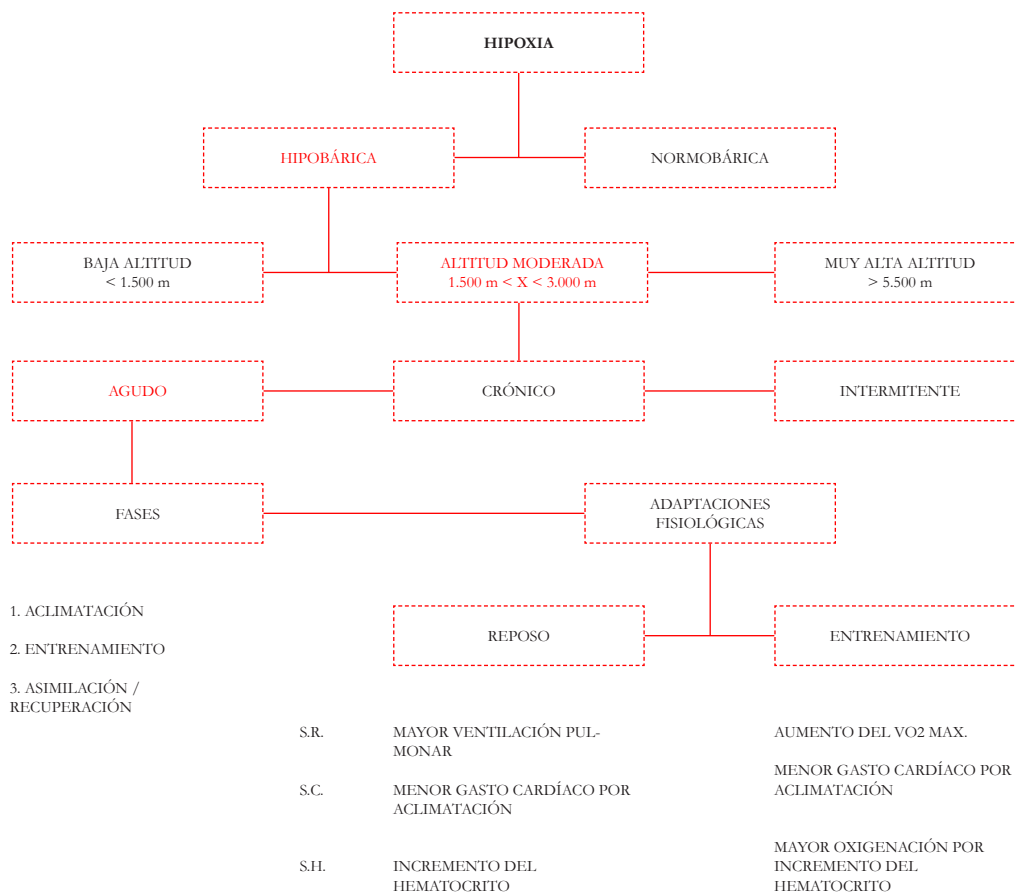 HIPOXIA
HIPOBÁRICA
NORMOBÁRICA
BAJA ALTITUD
< 1.500 m
ALTITUD MODERADA
1.500 m < X < 3.000 m
MUY ALTA ALTITUD
> 5.500 m
AGUDO
CRÓNICO
INTERMITENTE
FASES
ADAPTACIONES
FISIOLÓGICAS
1. ACLIMATACIÓN
2. ENTRENAMIENTO
3. ASIMILACIÓN /
RECUPERACIÓN
REPOSO
ENTRENAMIENTO
S.R.
MAYOR VENTILACIÓN PUL-
MONAR
AUMENTO DEL VO2 MAX.
S.C.
MENOR GASTO CARDÍACO POR
ACLIMATACIÓN
MENOR GASTO CARDÍACO POR
ACLIMATACIÓN
S.H.
INCREMENTO DEL
HEMATOCRITO
MAYOR OXIGENACIÓN POR
INCREMENTO DEL
HEMATOCRITO